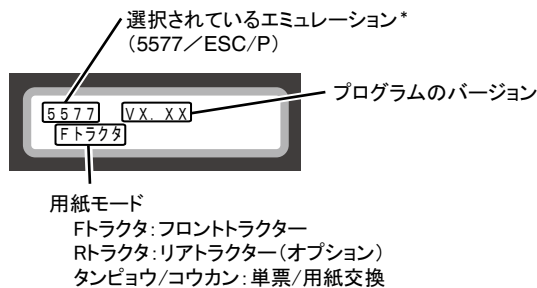 選択されているエミュレーション*
（5577／ESC/P）
5577 VX. XX
プログラムのバージョン
Fトラクタ
用紙モード
Fトラクタ：フロントトラクター
Rトラクタ：リアトラクター（オプション）
タンピョウ/コウカン：単票/用紙交換